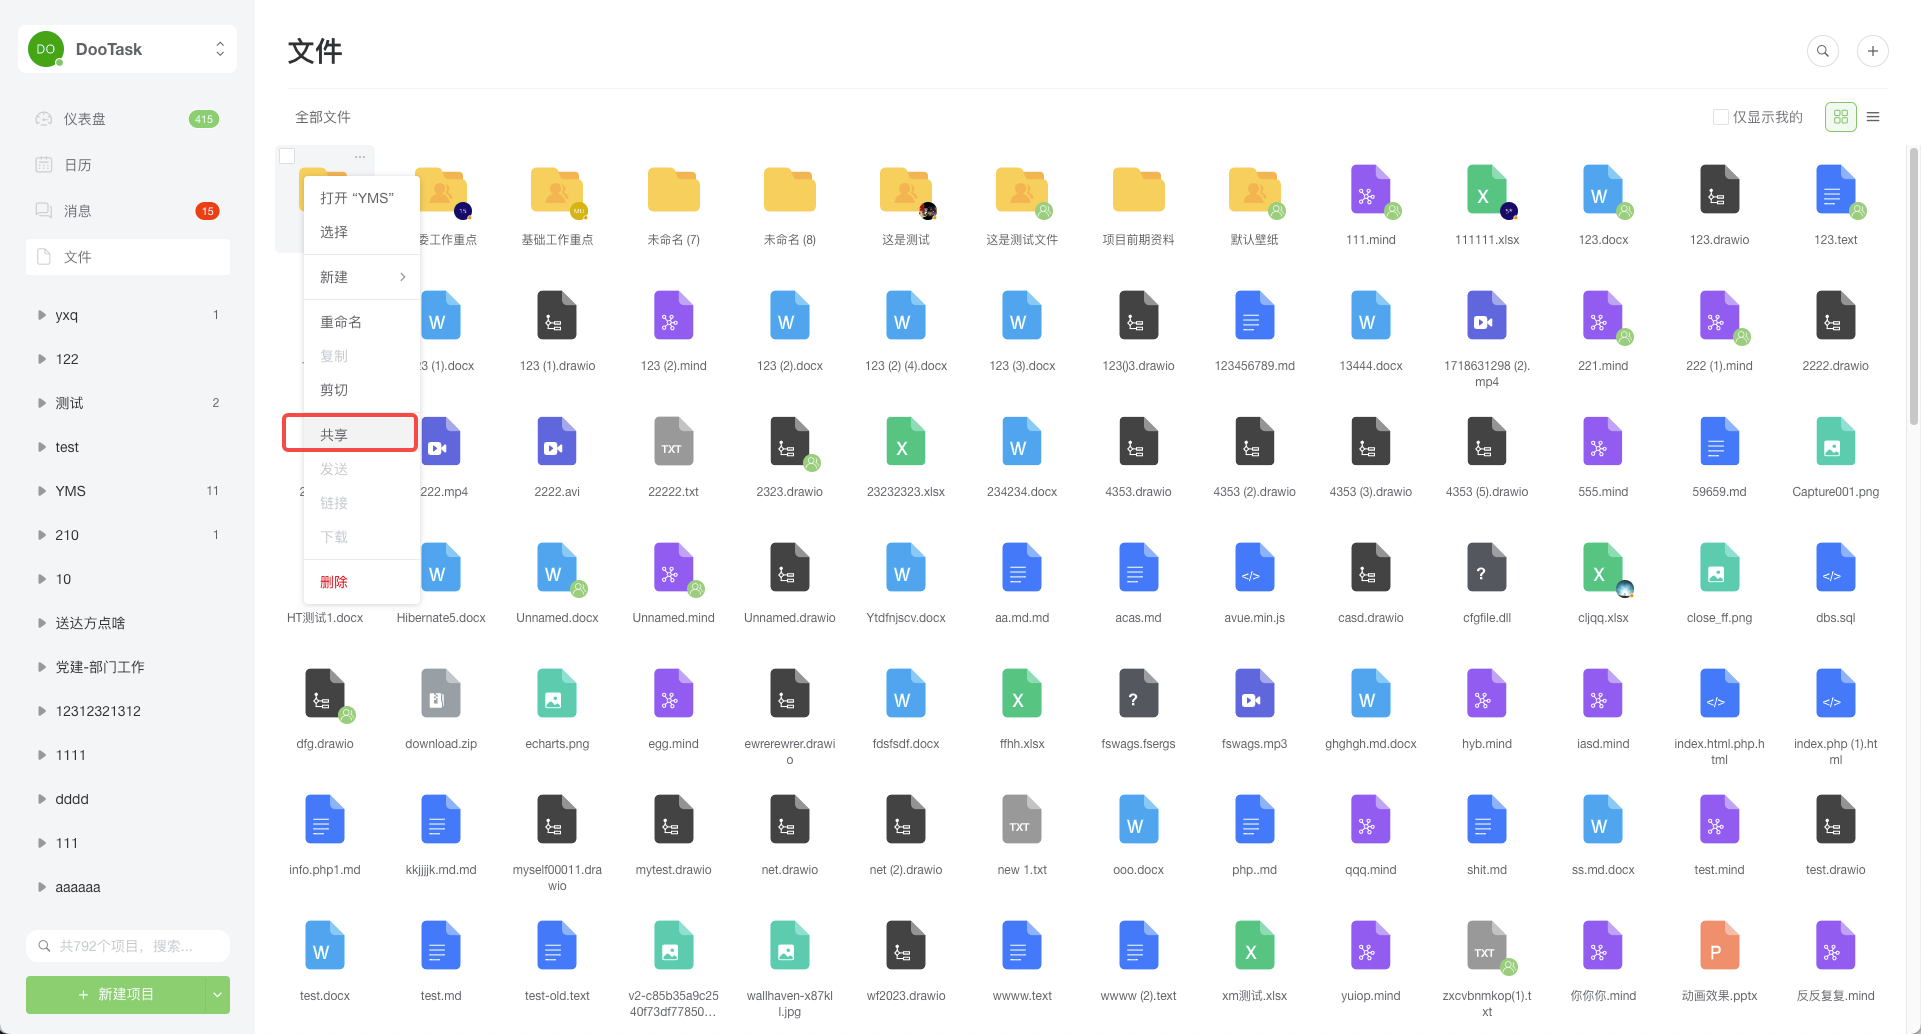 DO
DooTask
仪表盘
415
日历
消息
15
文件
yxq
1
122
测试
2
test
YMS
11
210
1
10
送达方点啥
党建-部门工作
12312321312
1111
dddd
111
aaaaaa
共792个项目，搜索...
+ 新建项目
文件
全部文件
仅显示我的
打开 “YMS”
选择
新建
重命名
复制
剪切
共享
发送
链接
下载
删除
委工作重点
基础工作重点
未命名 (7)
未命名 (8)
这是测试
这是测试文件
项目前期资料
默认壁纸
111.mind
111111.xlsx
123.docx
123.drawio
123.text
3 (1).docx
123 (1).drawio
123 (2).mind
123 (2).docx
123 (2) (4).docx
123 (3).docx
123()3.drawio
123456789.md
13444.docx
1718631298 (2).
mp4
221.mind
222 (1).mind
2222.drawio
2
222.mp4
2222.avi
22222.txt
2323.drawio
23232323.xlsx
234234.docx
4353.drawio
4353 (2).drawio
4353 (3).drawio
4353 (5).drawio
555.mind
59659.md
Capture001.png
HT测试1.docx
Hibernate5.docx
Unnamed.docx
Unnamed.mind
Unnamed.drawio
Ytdfnjscv.docx
aa.md.md
acas.md
avue.min.js
casd.drawio
cfgfile.dll
cljqq.xlsx
close_ff.png
dbs.sql
dfg.drawio
download.zip
echarts.png
egg.mind
ewrerewrer.drawi
o
fdsfsdf.docx
ffhh.xlsx
fswags.fsergs
fswags.mp3
ghghgh.md.docx
hyb.mind
iasd.mind
index.html.php.h
tml
index.php (1).ht
ml
info.php1.md
kkjjjjk.md.md
myself00011.dra
wio
mytest.drawio
net.drawio
net (2).drawio
new 1.txt
ooo.docx
php..md
qqq.mind
shit.md
ss.md.docx
test.mind
test.drawio
test.docx
test.md
test-old.text
v2-c85b35a9c25
40f73df77850...
wallhaven-x87kl
l.jpg
wf2023.drawio
wwww.text
wwww (2).text
xm测试.xlsx
yuiop.mind
zxcvbnmkop(1).t
xt
你你你.mind
动画效果.pptx
反反复复.mind